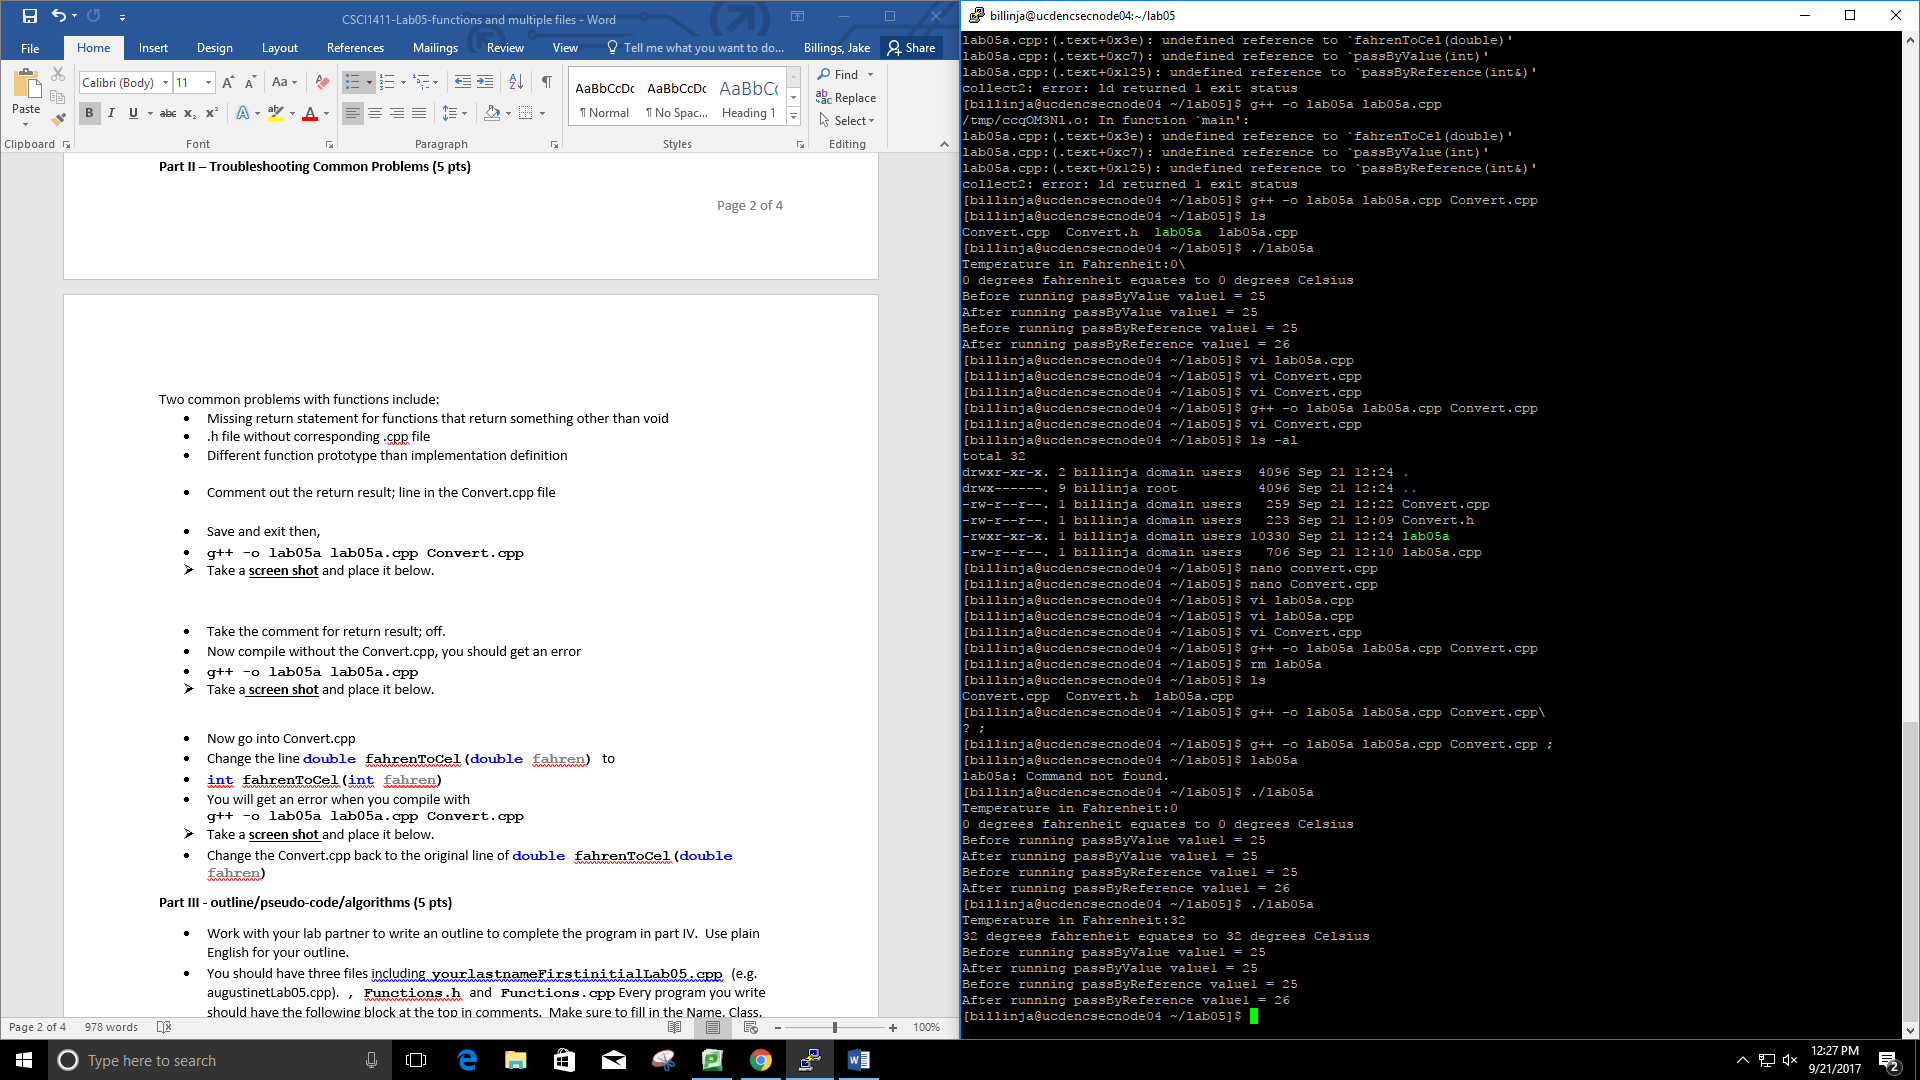 CSCI1411-Lab05-functions and multiple files - Word
File Home Insert Design Layout References Mailings Review View Tell me what you want to do... Billings, Jake Share
Paste
Calibri (Body) 11 Aa
B I U abc x₂ x² A ab A
AaBbCcDc AaBbCcDc AaBbCc
¶ Normal ¶ No Spac... Heading 1
Find
Replace
Select
Clipboard Font Paragraph Styles Editing
Part II – Troubleshooting Common Problems (5 pts)
Page 2 of 4
Two common problems with functions include:
• Missing return statement for functions that return something other than void
• .h file without corresponding .cpp file
• Different function prototype than implementation definition
• Comment out the return result; line in the Convert.cpp file
• Save and exit then,
• g++ -o lab05a lab05a.cpp Convert.cpp
➢ Take a screen shot and place it below.
• Take the comment for return result; off.
• Now compile without the Convert.cpp, you should get an error
• g++ -o lab05a lab05a.cpp
➢ Take a screen shot and place it below.
• Now go into Convert.cpp
• Change the line double fahrenToCel(double fahren) to
• int fahrenToCel(int fahren)
• You will get an error when you compile with
g++ -o lab05a lab05a.cpp Convert.cpp
➢ Take a screen shot and place it below.
• Change the Convert.cpp back to the original line of double fahrenToCel(double
fahren)
Part III - outline/pseudo-code/algorithms (5 pts)
• Work with your lab partner to write an outline to complete the program in part IV. Use plain
English for your outline.
• You should have three files including yourlastnameFirstinitialLab05.cpp (e.g.
augustinetLab05.cpp). , Functions.h and Functions.cpp Every program you write
should have the following block at the top in comments. Make sure to fill in the Name, Class,
Page 2 of 4 978 words 100%
billinja@ucdencsecnode04:~/lab05
lab05a.cpp:(.text+0x3e): undefined reference to `fahrenToCel(double)'
lab05a.cpp:(.text+0xc7): undefined reference to `passByValue(int)'
lab05a.cpp:(.text+0x125): undefined reference to `passByReference(int&)'
collect2: error: ld returned 1 exit status
[billinja@ucdencsecnode04 ~/lab05]$ g++ -o lab05a lab05a.cpp
/tmp/ccqOM3Nl.o: In function `main':
lab05a.cpp:(.text+0x3e): undefined reference to `fahrenToCel(double)'
lab05a.cpp:(.text+0xc7): undefined reference to `passByValue(int)'
lab05a.cpp:(.text+0x125): undefined reference to `passByReference(int&)'
collect2: error: ld returned 1 exit status
[billinja@ucdencsecnode04 ~/lab05]$ g++ -o lab05a lab05a.cpp Convert.cpp
[billinja@ucdencsecnode04 ~/lab05]$ ls
Convert.cpp Convert.h lab05a lab05a.cpp
[billinja@ucdencsecnode04 ~/lab05]$ ./lab05a
Temperature in Fahrenheit:0\
0 degrees fahrenheit equates to 0 degrees Celsius
Before running passByValue value1 = 25
After running passByValue value1 = 25
Before running passByReference value1 = 25
After running passByReference value1 = 26
[billinja@ucdencsecnode04 ~/lab05]$ vi lab05a.cpp
[billinja@ucdencsecnode04 ~/lab05]$ vi Convert.cpp
[billinja@ucdencsecnode04 ~/lab05]$ vi Convert.cpp
[billinja@ucdencsecnode04 ~/lab05]$ g++ -o lab05a lab05a.cpp Convert.cpp
[billinja@ucdencsecnode04 ~/lab05]$ vi Convert.cpp
[billinja@ucdencsecnode04 ~/lab05]$ ls -al
total 32
drwxr-xr-x. 2 billinja domain users 4096 Sep 21 12:24 .
drwx------. 9 billinja root 4096 Sep 21 12:24 ..
-rw-r--r--. 1 billinja domain users 259 Sep 21 12:22 Convert.cpp
-rw-r--r--. 1 billinja domain users 223 Sep 21 12:09 Convert.h
-rwxr-xr-x. 1 billinja domain users 10330 Sep 21 12:24 lab05a
-rw-r--r--. 1 billinja domain users 706 Sep 21 12:10 lab05a.cpp
[billinja@ucdencsecnode04 ~/lab05]$ nano convert.cpp
[billinja@ucdencsecnode04 ~/lab05]$ nano Convert.cpp
[billinja@ucdencsecnode04 ~/lab05]$ vi lab05a.cpp
[billinja@ucdencsecnode04 ~/lab05]$ vi lab05a.cpp
[billinja@ucdencsecnode04 ~/lab05]$ vi Convert.cpp
[billinja@ucdencsecnode04 ~/lab05]$ g++ -o lab05a lab05a.cpp Convert.cpp
[billinja@ucdencsecnode04 ~/lab05]$ rm lab05a
[billinja@ucdencsecnode04 ~/lab05]$ ls
Convert.cpp Convert.h lab05a.cpp
[billinja@ucdencsecnode04 ~/lab05]$ g++ -o lab05a lab05a.cpp Convert.cpp\
? ;
[billinja@ucdencsecnode04 ~/lab05]$ g++ -o lab05a lab05a.cpp Convert.cpp ;
[billinja@ucdencsecnode04 ~/lab05]$ lab05a
lab05a: Command not found.
[billinja@ucdencsecnode04 ~/lab05]$ ./lab05a
Temperature in Fahrenheit:0
0 degrees fahrenheit equates to 0 degrees Celsius
Before running passByValue value1 = 25
After running passByValue value1 = 25
Before running passByReference value1 = 25
After running passByReference value1 = 26
[billinja@ucdencsecnode04 ~/lab05]$ ./lab05a
Temperature in Fahrenheit:32
32 degrees fahrenheit equates to 32 degrees Celsius
Before running passByValue value1 = 25
After running passByValue value1 = 25
Before running passByReference value1 = 25
After running passByReference value1 = 26
[billinja@ucdencsecnode04 ~/lab05]$
Type here to search
12:27 PM
9/21/2017
2